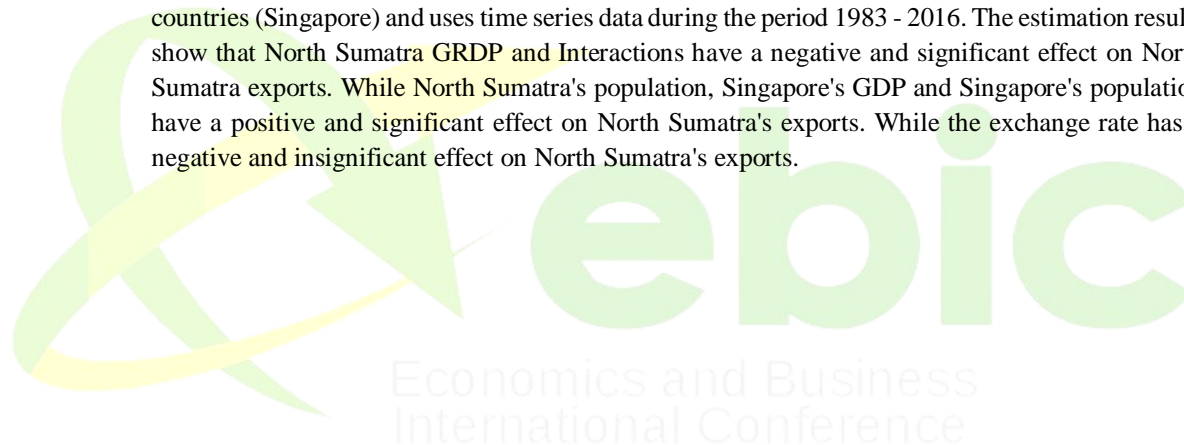 countries (Singapore) and uses time series data during the period 1983 - 2016. The estimation resul
show that North Sumatra GRDP and Interactions have a negative and significant effect on Nor
Sumatra exports. While North Sumatra's population, Singapore's GDP and Singapore's populatio
have a positive and significant effect on North Sumatra's exports. While the exchange rate has
negative and insignificant effect on North Sumatra's exports.
ebic
Economics and Business
International Conference